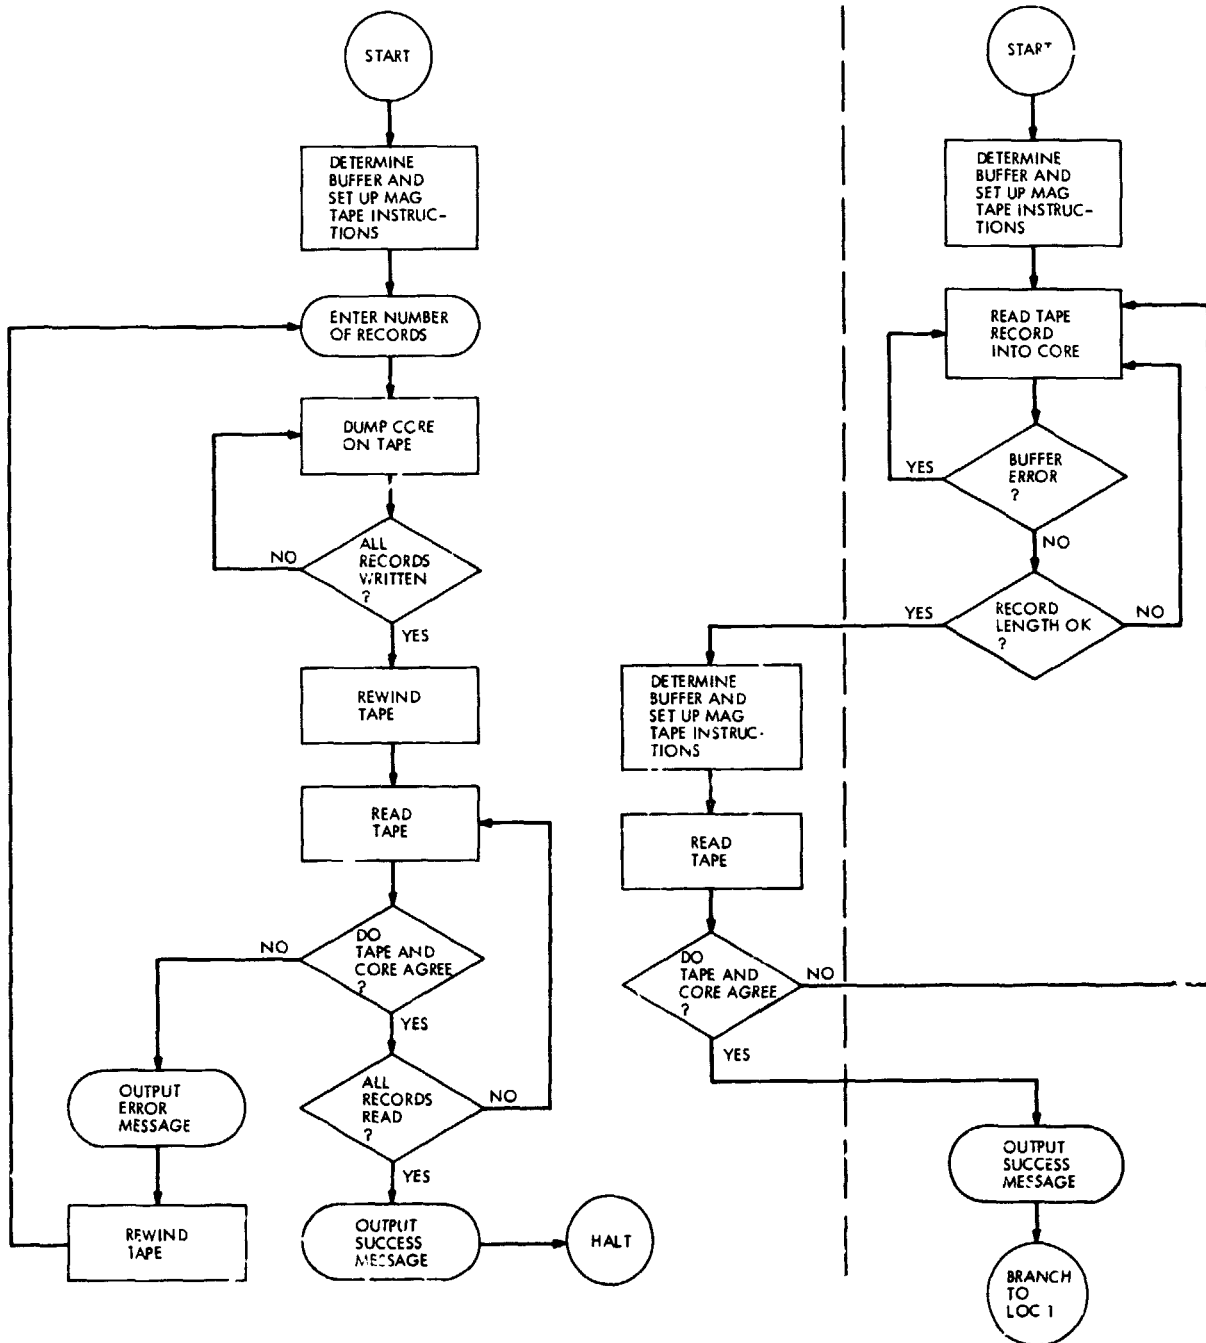 START
DETERMINE
BUFFER AND
SET UP MAG
TAPE INSTRUC-
TIONS
ENTER NUMBER
OF RECORDS
DUMP CORE
ON TAPE
ALL
RECORDS
WRITTEN
?
NO
YES
REWIND
TAPE
READ
TAPE
DO
TAPE AND
CORE AGREE
?
NO
YES
OUTPUT
ERROR
MESSAGE
REWIND
TAPE
ALL
RECORDS
READ
?
NO
YES
OUTPUT
SUCCESS
MESSAGE
HALT
START
DETERMINE
BUFFER AND
SET UP MAG
TAPE INSTRUC-
TIONS
READ TAPE
RECORD
INTO CORE
BUFFER
ERROR
?
YES
NO
RECORD
LENGTH OK
?
YES
NO
DETERMINE
BUFFER AND
SET UP MAG
TAPE INSTRUC-
TIONS
READ
TAPE
DO
TAPE AND
CORE AGREE
?
NO
YES
OUTPUT
SUCCESS
MESSAGE
BRANCH
TO
LOC 1